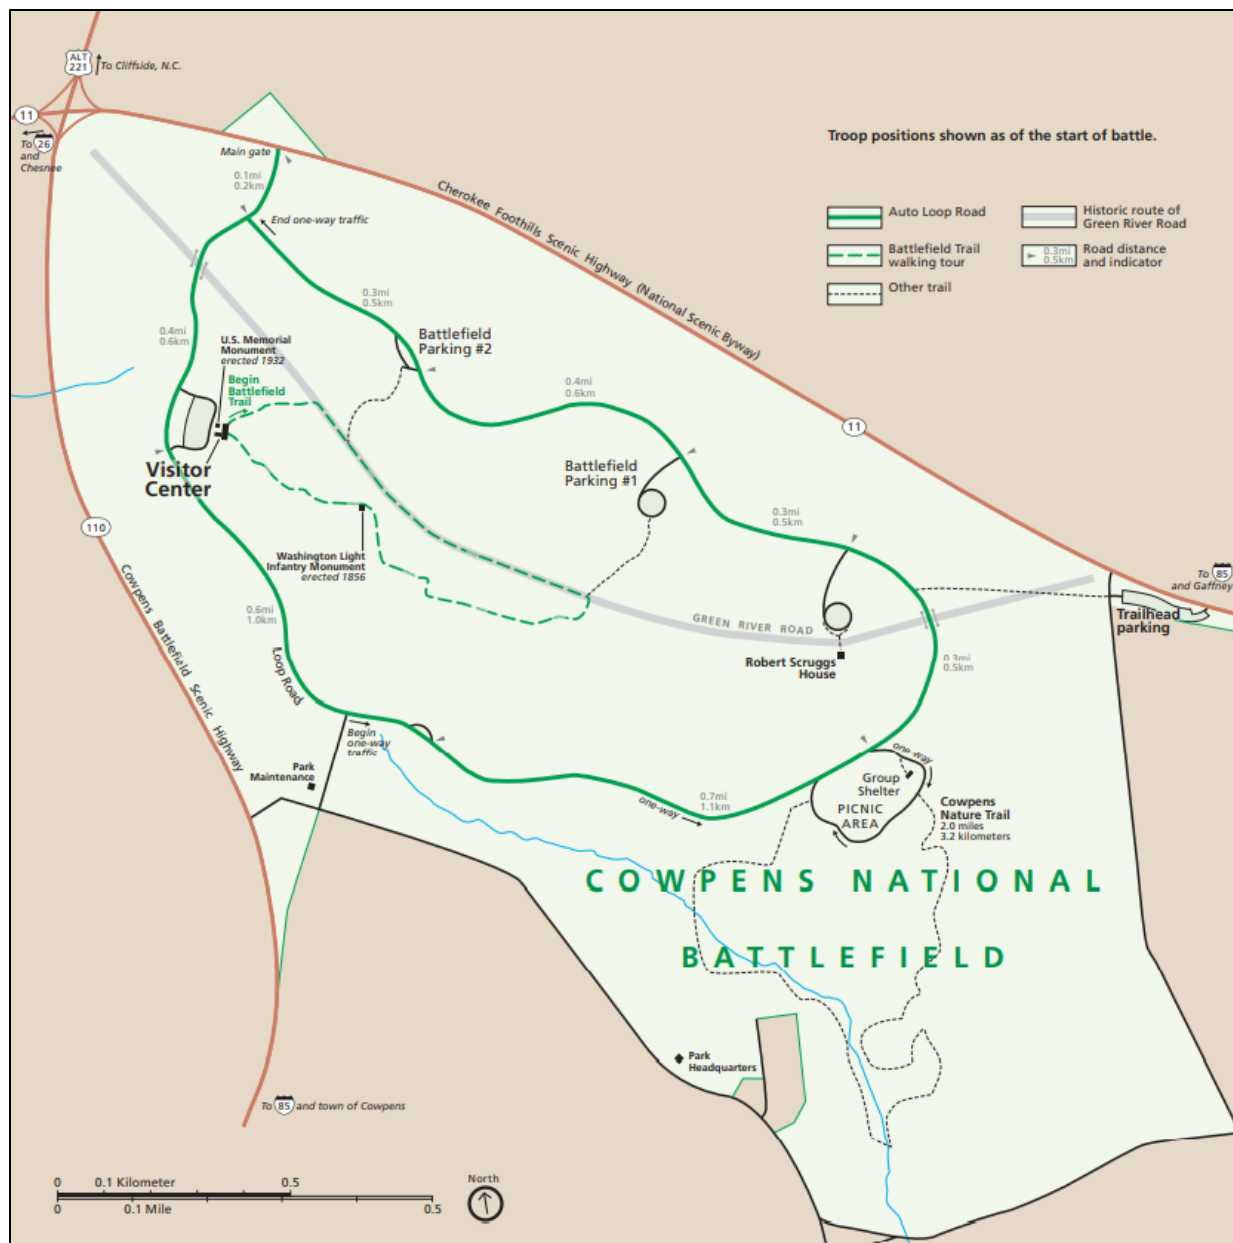 ALT
221
To Cliffside, N.C.
11
To 26
and
Chesnee
Main gate
0.1mi
0.2km
End one-way traffic
Cherokee Foothills Scenic Highway (National Scenic Byway)
Troop positions shown as of the start of battle.
Auto Loop Road
Historic route of
Green River Road
Battlefield Trail
walking tour
0.3mi
0.5km
Road distance
and indicator
Other trail
0.3mi
0.5km
0.4mi
0.6km
U.S. Memorial
Monument
erected 1932
Battlefield
Parking #2
Begin
Battlefield
Trail
0.4mi
0.6km
11
Visitor
Center
Battlefield
Parking #1
110
0.3mi
0.5km
Washington Light
Infantry Monument
erected 1856
Cowpens Battlefield Scenic Highway
To 85
and Gaffney
Trailhead
parking
0.6mi
1.0km
GREEN RIVER ROAD
Robert Scruggs
House
0.3mi
0.5km
Loop Road
Begin
one-way
traffic
one-way
Park
Maintenance
Group
Shelter
PICNIC
AREA
0.7mi
1.1km
one-way
Cowpens
Nature Trail
2.0 miles
3.2 kilometers
COWPENS NATIONAL
BATTLEFIELD
Park
Headquarters
To 85 and town of Cowpens
0 0.1 Kilometer 0.5
0 0.1 Mile 0.5
North